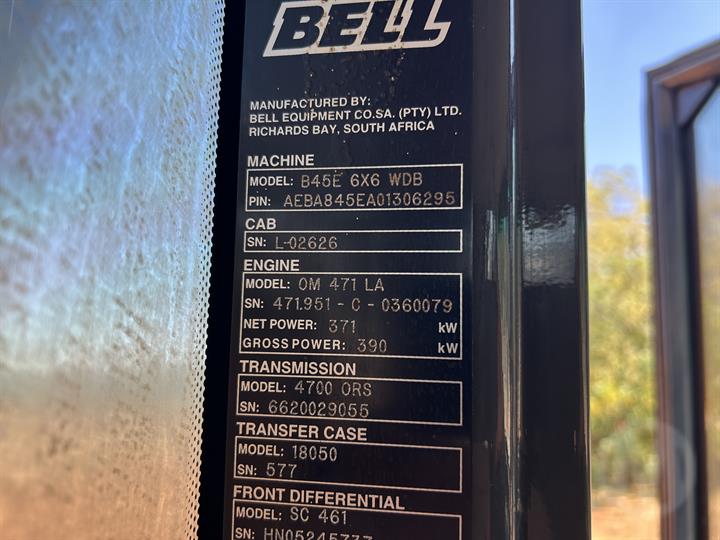 BELL
MANUFACTURED BY:
BELL EQUIPMENT CO.SA. (PTY) LTD.
RICHARDS BAY, SOUTH AFRICA
MACHINE
MODEL: B45E 6X6 WDB
PIN: AEBA845EA01306295
CAB
SN: L-02626
ENGINE
MODEL: OM 471 LA
SN: 471.951 - C - 0360079
NET POWER: 371 kW
GROSS POWER: 390 kW
TRANSMISSION
MODEL: 4700 ORS
SN: 6620029055
TRANSFER CASE
MODEL: 18050
SN: 577
FRONT DIFFERENTIAL
MODEL: SC 461
SN: